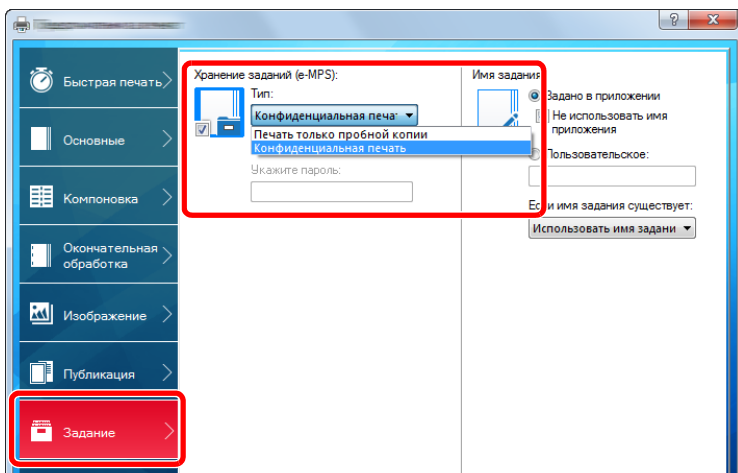 Быстрая печать
Основные
Компоновка
Окончательная
обработка
Изображение
Публикация
Задание
Хранение заданий (e-MPS):
Тип:
Конфиденциальная печат
Печать только пробной копии
Конфиденциальная печать
Укажите пароль:
Имя задания
Задано в приложении
Не использовать имя
приложения
Пользовательское:
Если имя задания существует:
Использовать имя задани